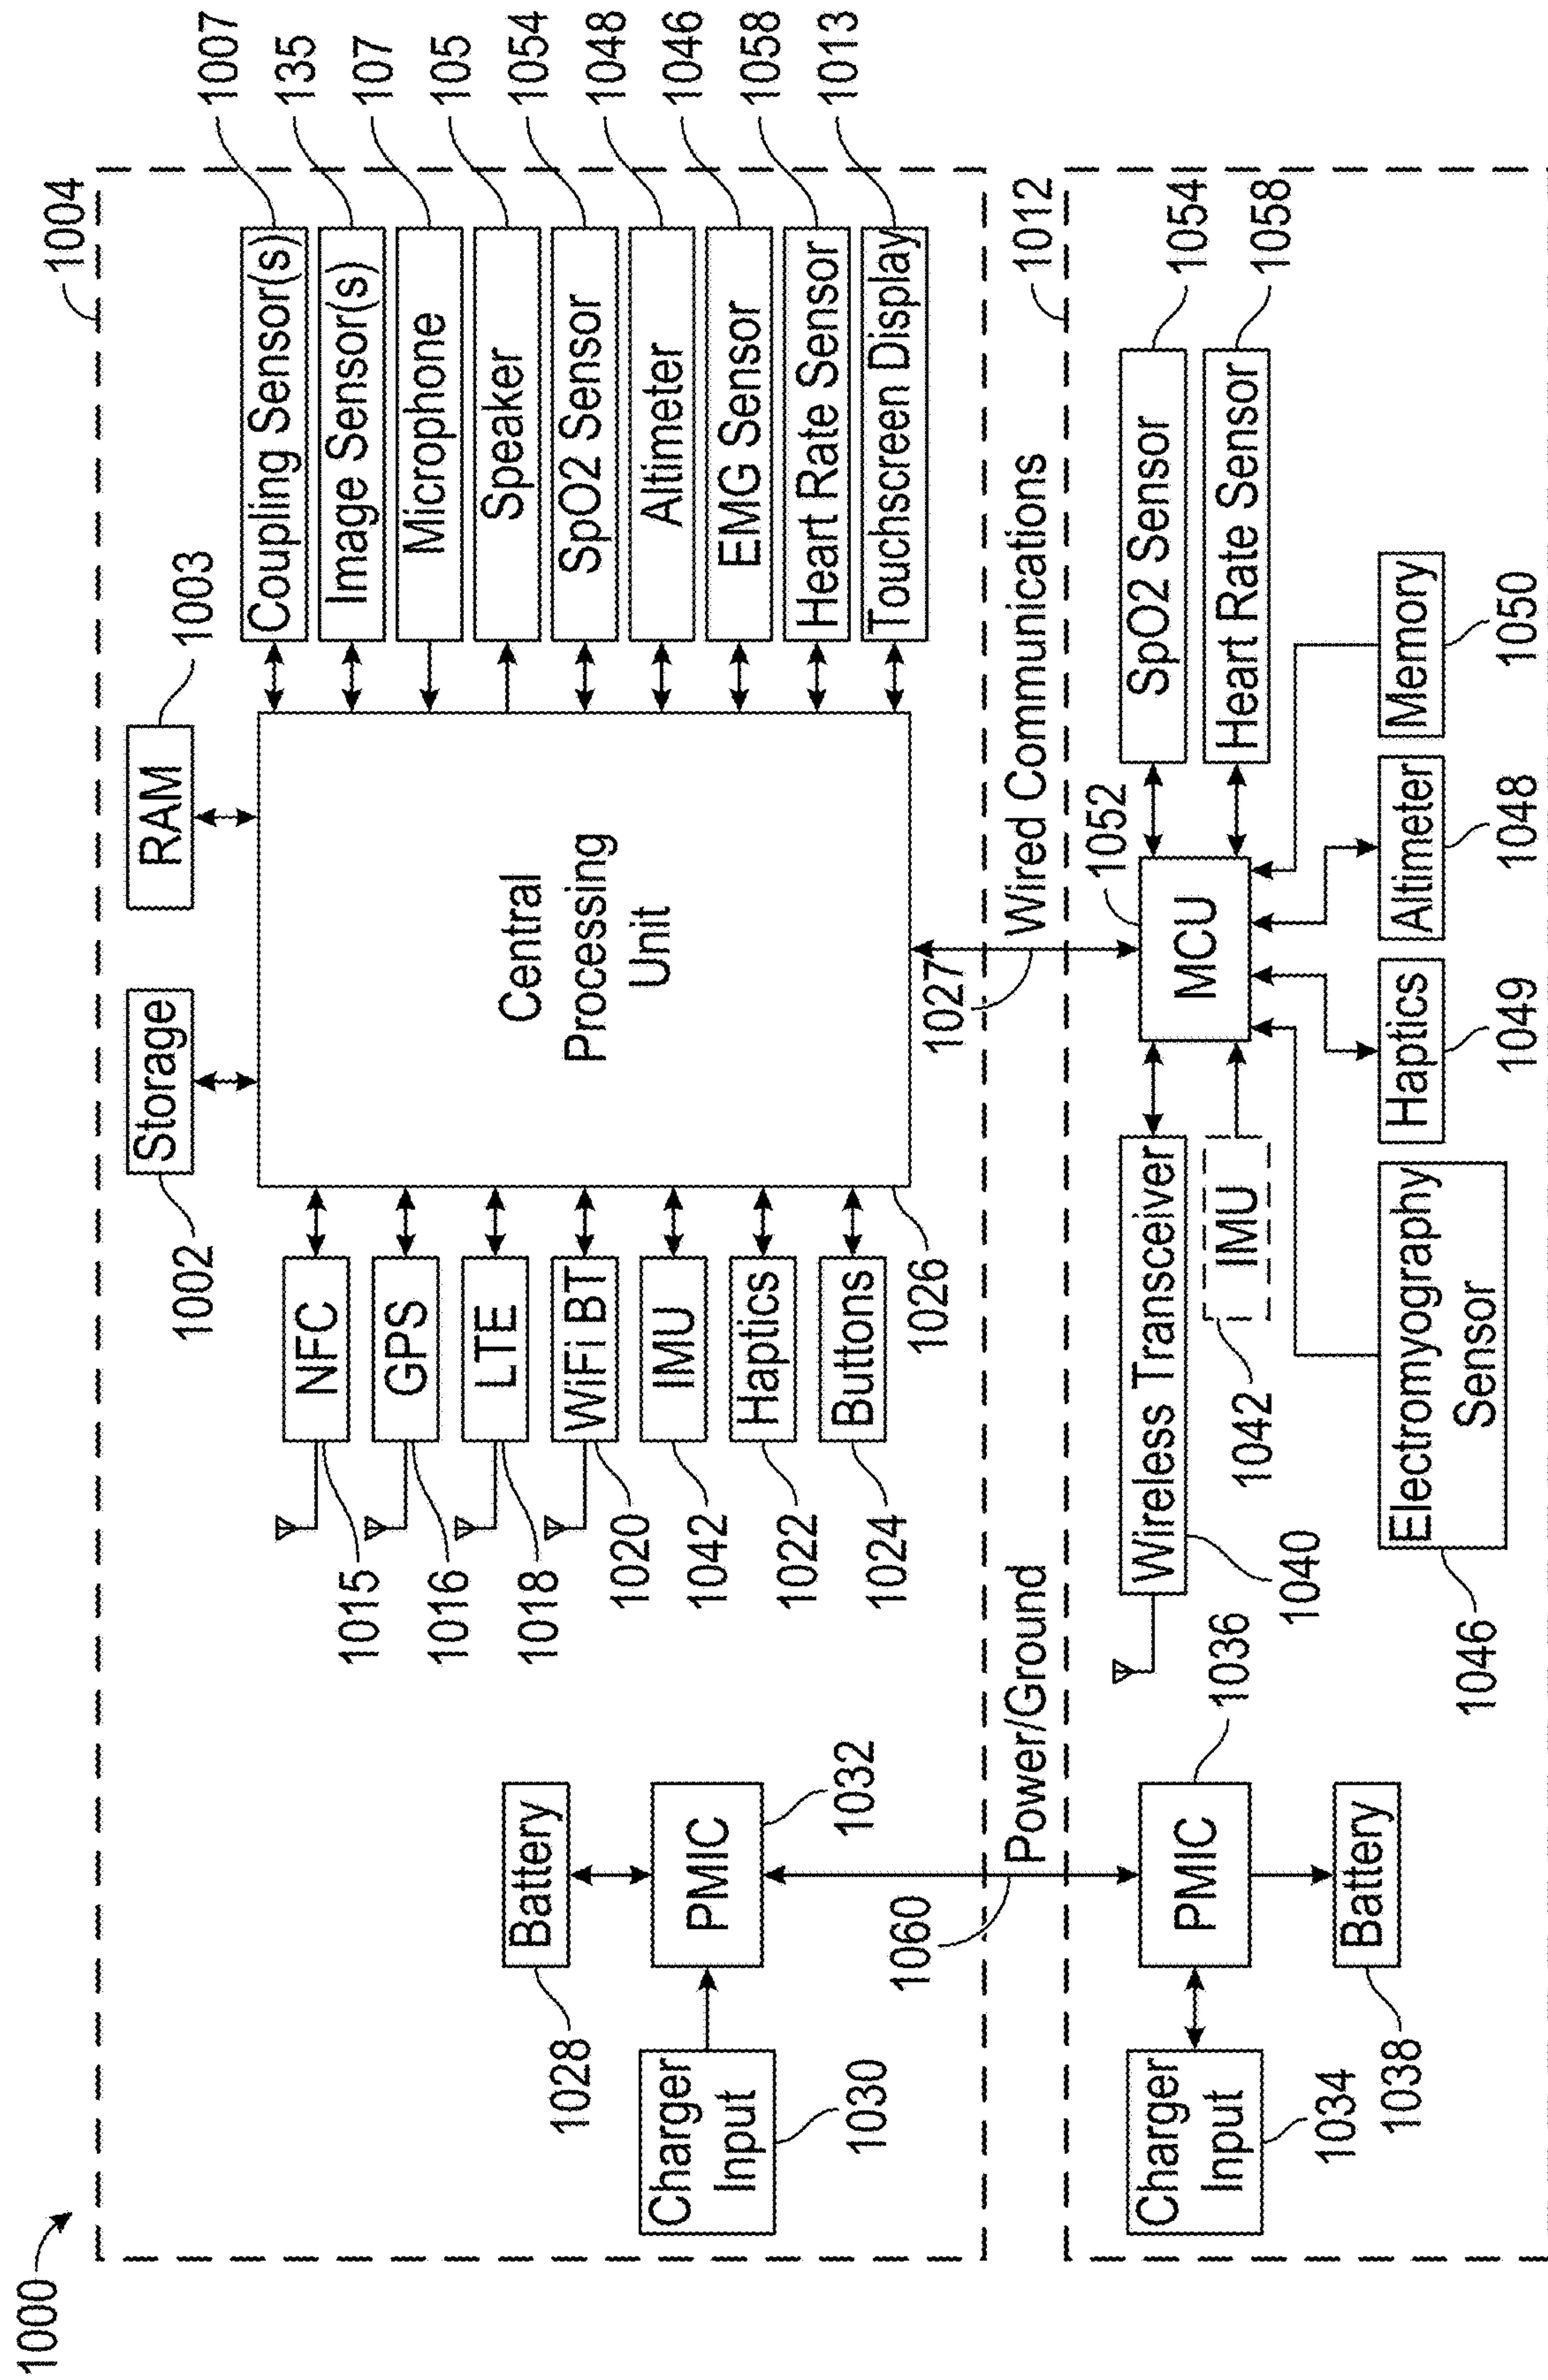 1000
1004
Storage
1002
RAM
1003
NFC
1015
GPS
1016
LTE
1018
WiFi BT
1020
IMU
1042
Haptics
1022
Buttons
1024
Central
Processing
Unit
1026
Coupling Sensor(s)
1007
Image Sensor(s)
135
Microphone
107
Speaker
105
SpO2 Sensor
1054
Altimeter
1048
EMG Sensor
1046
Heart Rate Sensor
1058
Touchscreen Display
1013
Battery
1028
PMIC
1032
Charger
Input
1030
1060
Power/Ground
1027
Wired Communications
1012
Charger
Input
1034
PMIC
1036
Battery
1038
Wireless Transceiver
1040
IMU
1042
MCU
1052
SpO2 Sensor
1054
Heart Rate Sensor
1058
Electromyography
Sensor
1046
Haptics
1049
Altimeter
1048
Memory
1050